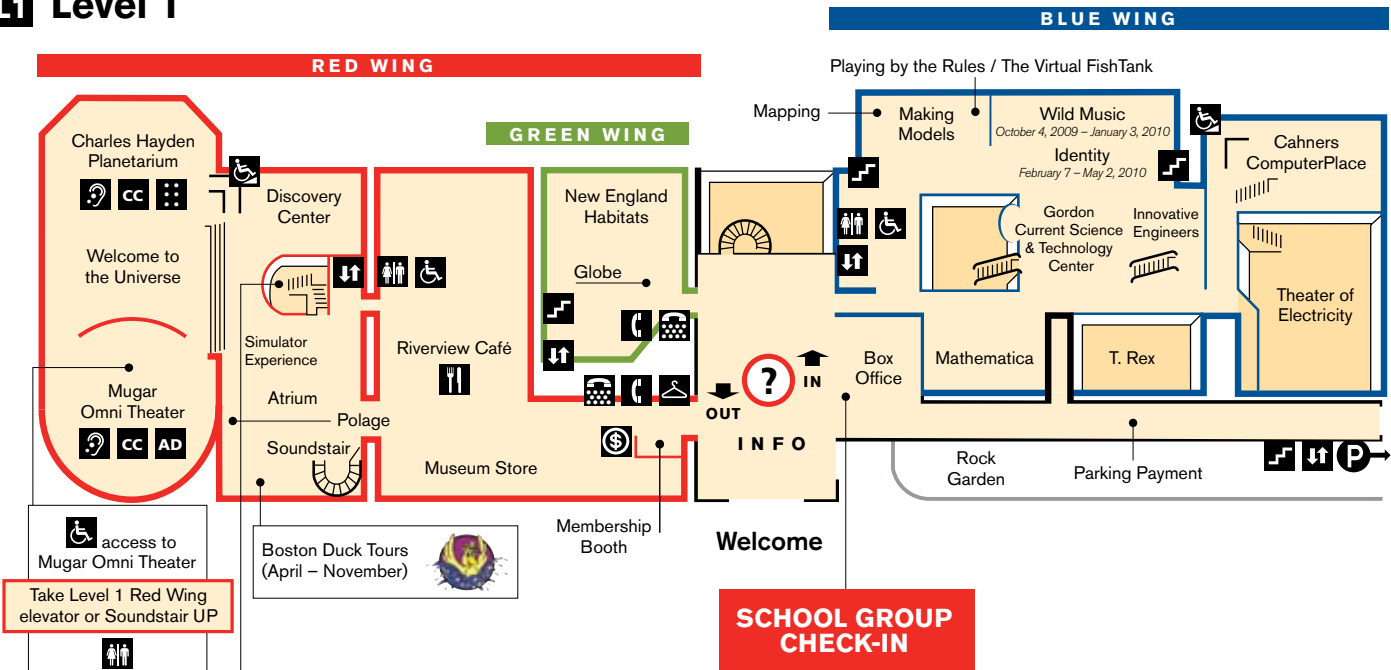 L1 Level 1
BLUE WING
RED WING
Playing by the Rules / The Virtual FishTank
GREEN WING
Charles Hayden
Planetarium
CC
Welcome to
the Universe
Mugar
Omni Theater
CC AD
Discovery
Center
Simulator
Experience
Atrium
Polage
Soundstair
Riverview Café
Museum Store
New England
Habitats
Globe
$
OUT
?
IN
INFO
Membership
Booth
Welcome
Mapping
Making
Models
Wild Music
October 4, 2009 – January 3, 2010
Identity
February 7 – May 2, 2010
Gordon
Current Science
& Technology
Center
Innovative
Engineers
Cahners
ComputerPlace
Theater of
Electricity
Box
Office
Mathematica
T. Rex
Rock
Garden
Parking Payment
P
access to
Mugar Omni Theater
Take Level 1 Red Wing
elevator or Soundstair UP
Boston Duck Tours
(April – November)
SCHOOL GROUP
CHECK-IN